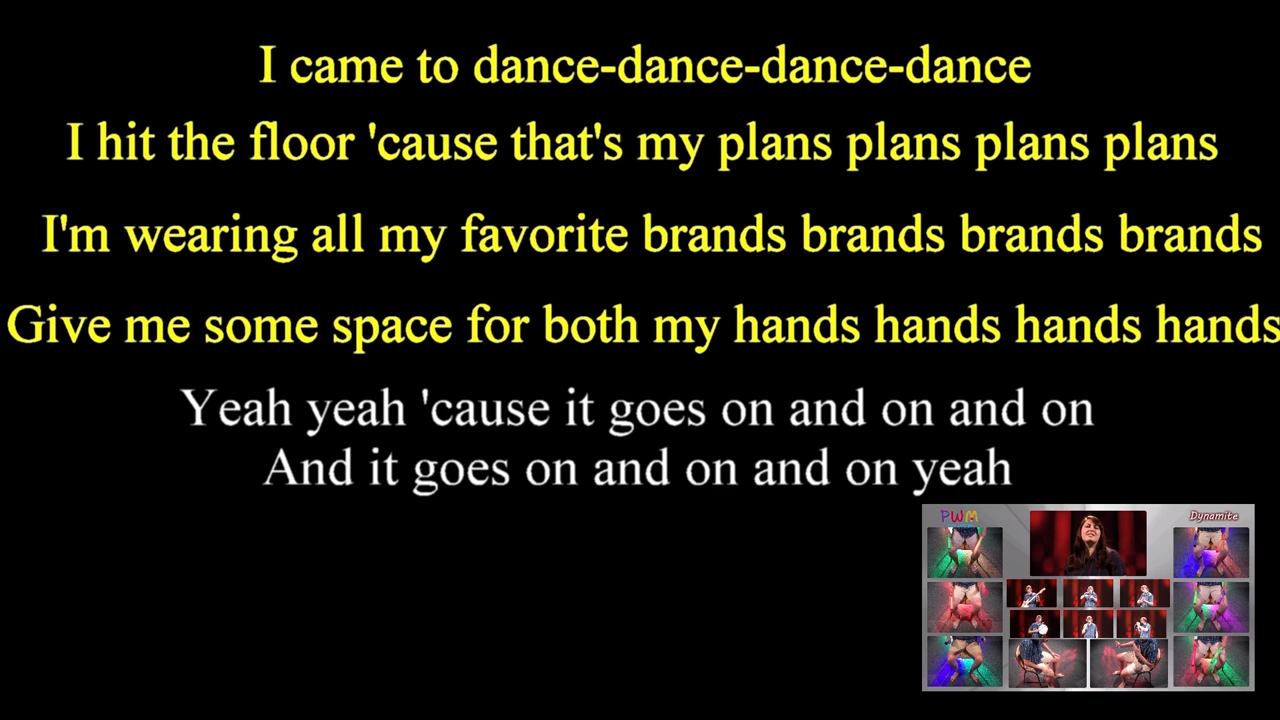 I came to dance-dance-dance-dance
I hit the floor 'cause that's my plans plans plans plans
I'm wearing all my favorite brands brands brands brands
Give me some space for both my hands hands hands hands
Yeah yeah 'cause it goes on and on and on
And it goes on and on and on yeah
PWM
Dynamite